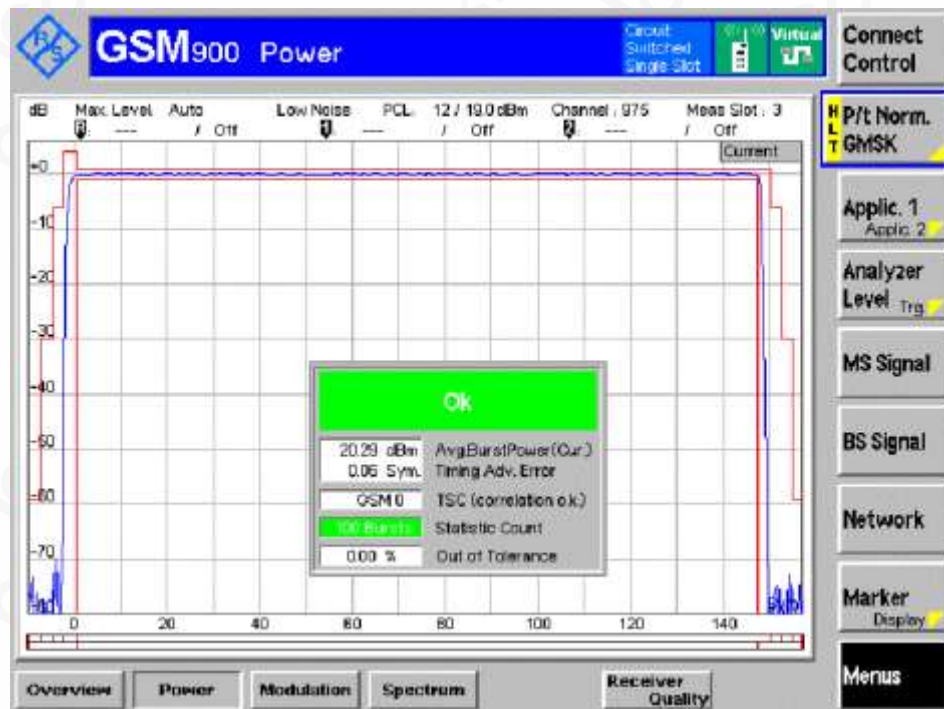 R S
GSM900 Power
Circuit
Switched
Single Slot
Virtual
Connect
Control
dB Max. Level Auto Low Noise PCL 12 / 19.0 dBm Channel : 975 Meas Slot : 3
--- / Off 1 --- / Off 2 --- / Off
HLT
P/t Norm.
GMSK
Current
+0
-10
-20
-30
-40
-50
-60
-70
Applic. 1
Applic. 2
Analyzer
Level Trg.
MS Signal
BS Signal
Network
Marker
Display
Ok
20.29 dBm Avg.BurstPower(Cur.)
0.06 Sym. Timing Adv. Error
GSM 0 TSC (correlation o.k.)
100 Bursts Statistic Count
0.00 % Out of Tolerance
0 20 40 60 80 100 120 140
Overview Power Modulation Spectrum Receiver
Quality
Menus